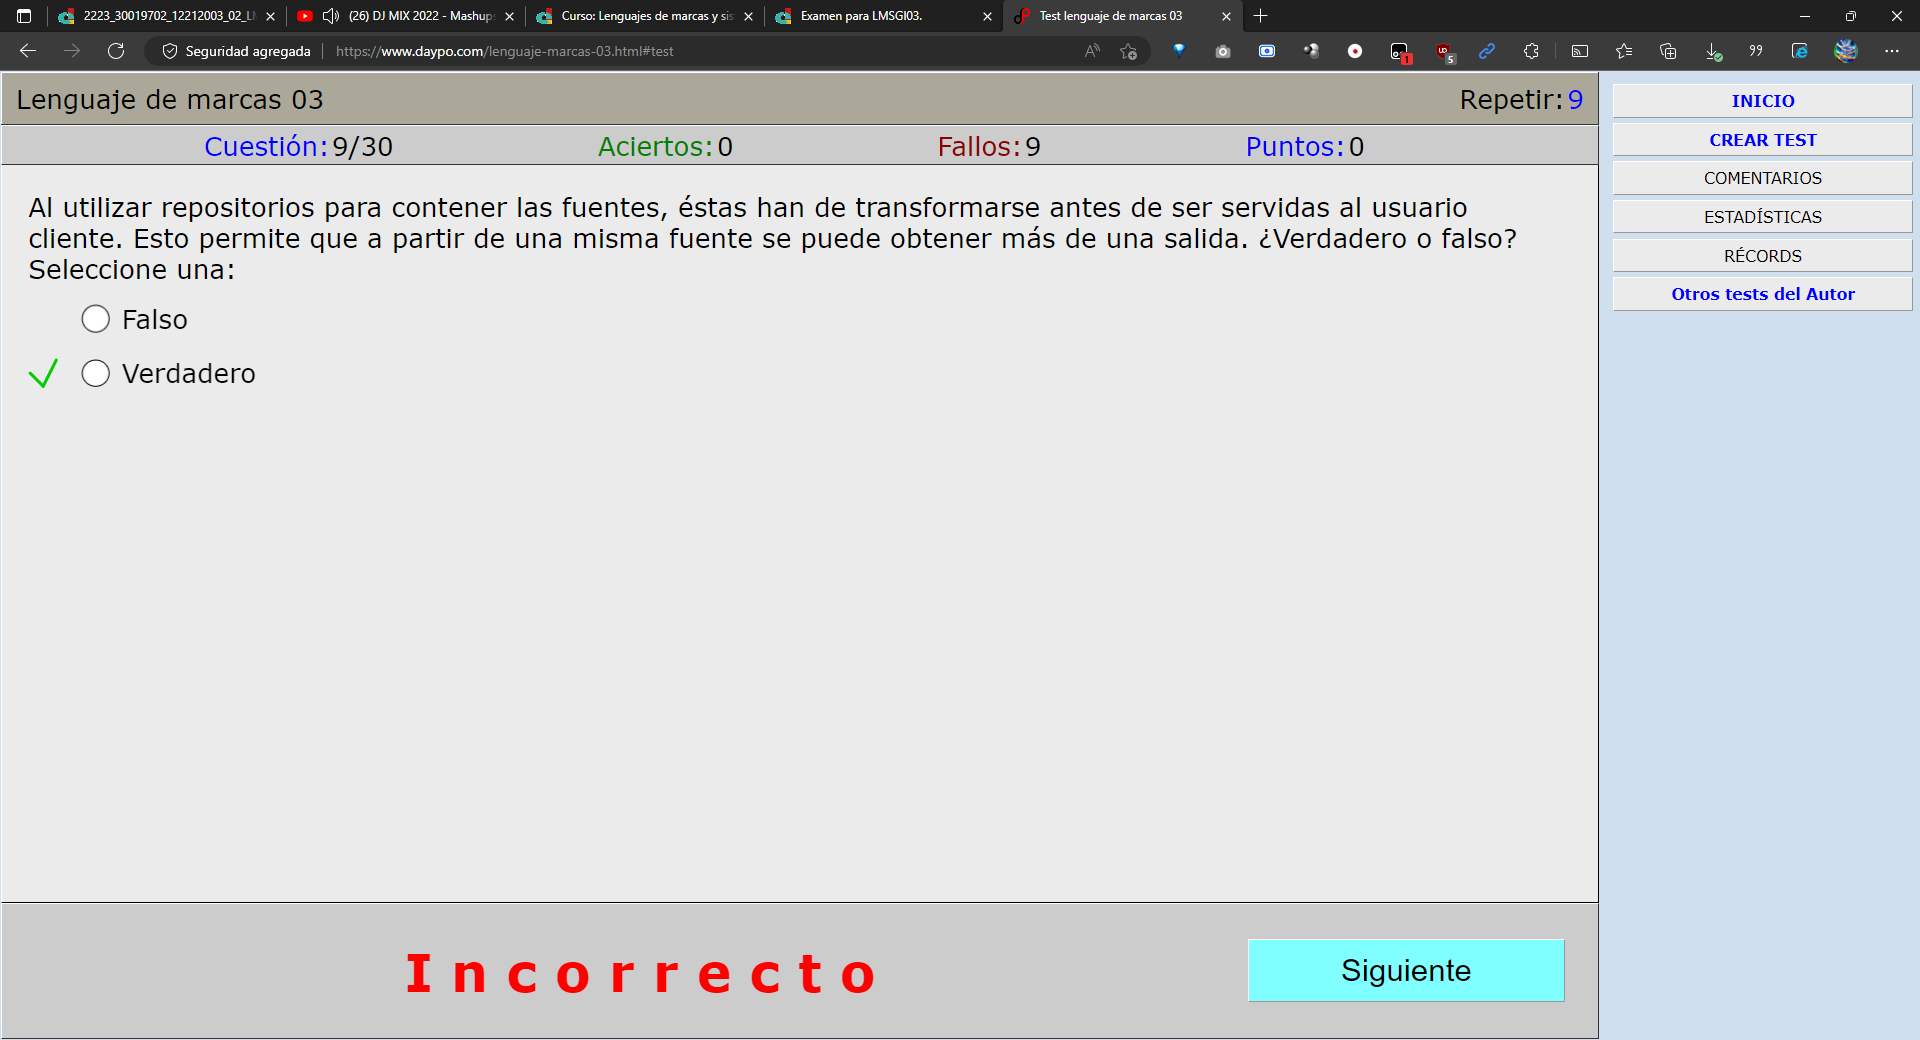 2223_30019702_12212003_02_LM
(26) DJ MIX 2022 - Mashups
Curso: Lenguajes de marcas y sis
Examen para LMSGI03.
Test lenguaje de marcas 03
Seguridad agregada
https://www.daypo.com/lenguaje-marcas-03.html#test
1
5
Lenguaje de marcas 03
Repetir: 9
Cuestión: 9/30
Aciertos: 0
Fallos: 9
Puntos: 0
Al utilizar repositorios para contener las fuentes, éstas han de transformarse antes de ser servidas al usuario
cliente. Esto permite que a partir de una misma fuente se puede obtener más de una salida. ¿Verdadero o falso?
Seleccione una:
Falso
Verdadero
Incorrecto
Siguiente
INICIO
CREAR TEST
COMENTARIOS
ESTADÍSTICAS
RÉCORDS
Otros tests del Autor